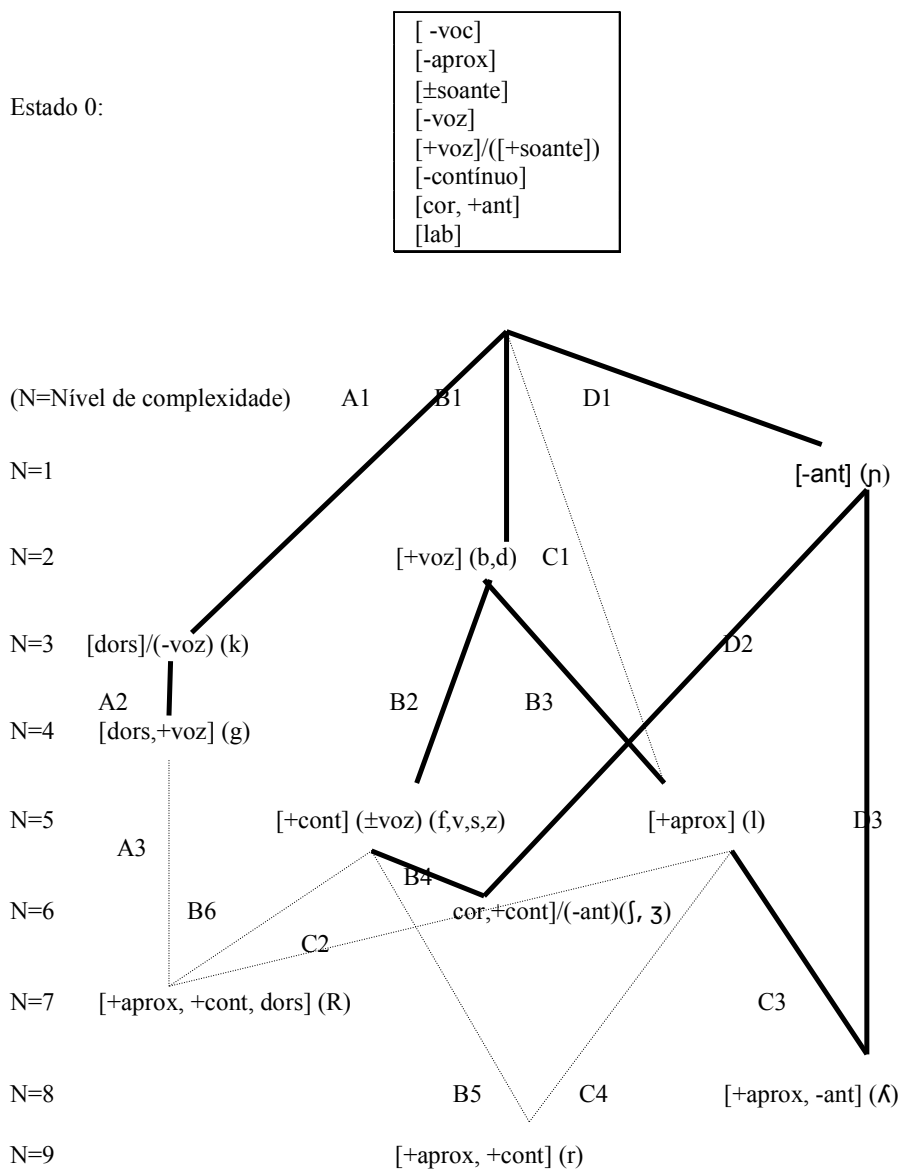 [ -voc]
[-aprox]
[±soante]
Estado 0:
[-voz]
[+voz]/([+soante])
[-contínuo]
[cor, +ant]
[lab]
(N=Nível de complexidade) A1 B1 D1
N=1 [-ant] (ɲ)
N=2 [+voz] (b,d) C1
N=3 [dors]/(-voz) (k) D2
A2 B2 B3
N=4 [dors,+voz] (g)
N=5 [+cont] (±voz) (f,v,s,z) [+aprox] (l) D3
A3
B4
N=6 B6 cor,+cont]/(-ant)(ʃ, ʒ)
C2
N=7 [+aprox, +cont, dors] (R) C3
N=8 B5 C4 [+aprox, -ant] (ʎ)
N=9 [+aprox, +cont] (r)